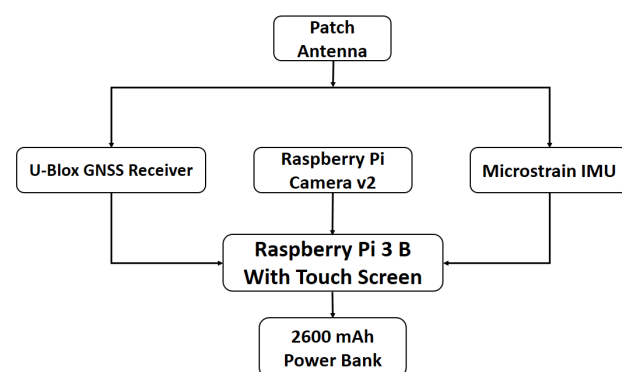 Patch
Antenna
U-Blox GNSS Receiver
Raspberry Pi
Camera v2
Microstrain IMU
Raspberry Pi 3 B
With Touch Screen
2600 mAh
Power Bank